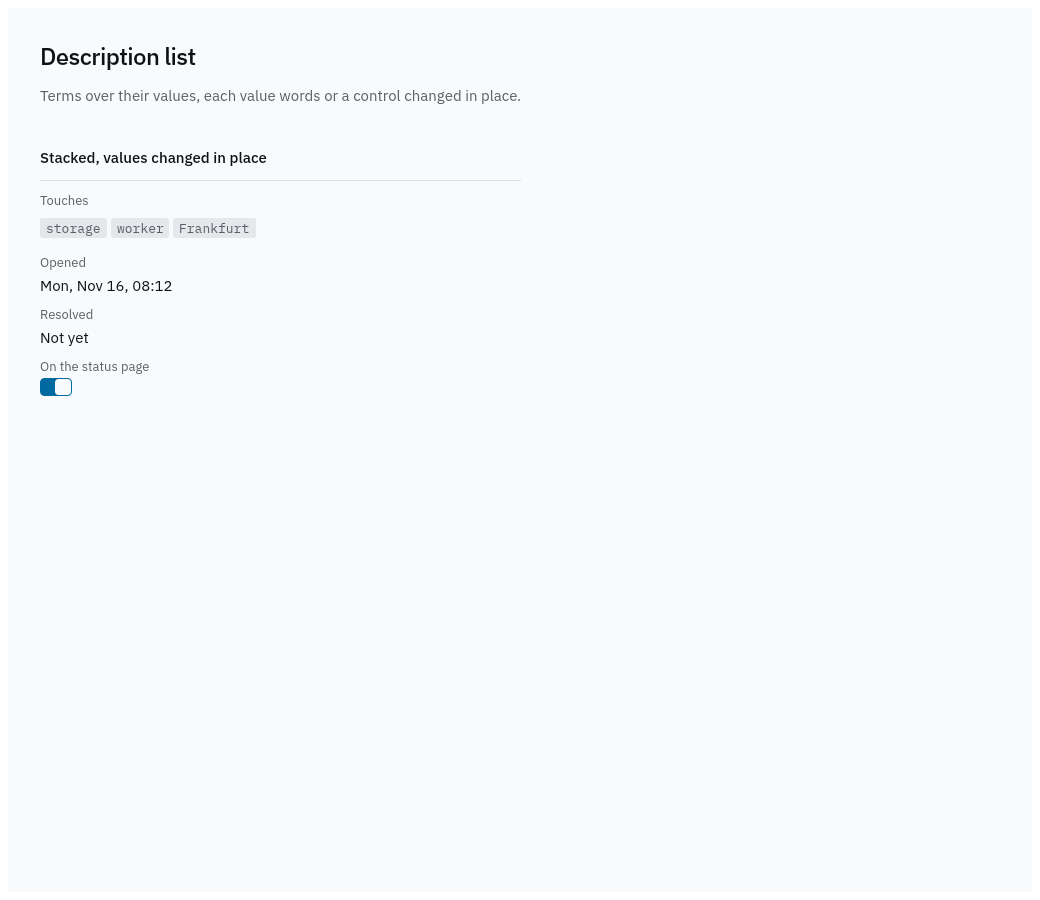 Description list
Terms over their values, each value words or a control changed in place.
Stacked, values changed in place
Touches
storage worker Frankfurt
Opened
Mon, Nov 16, 08:12
Resolved
Not yet
On the status page